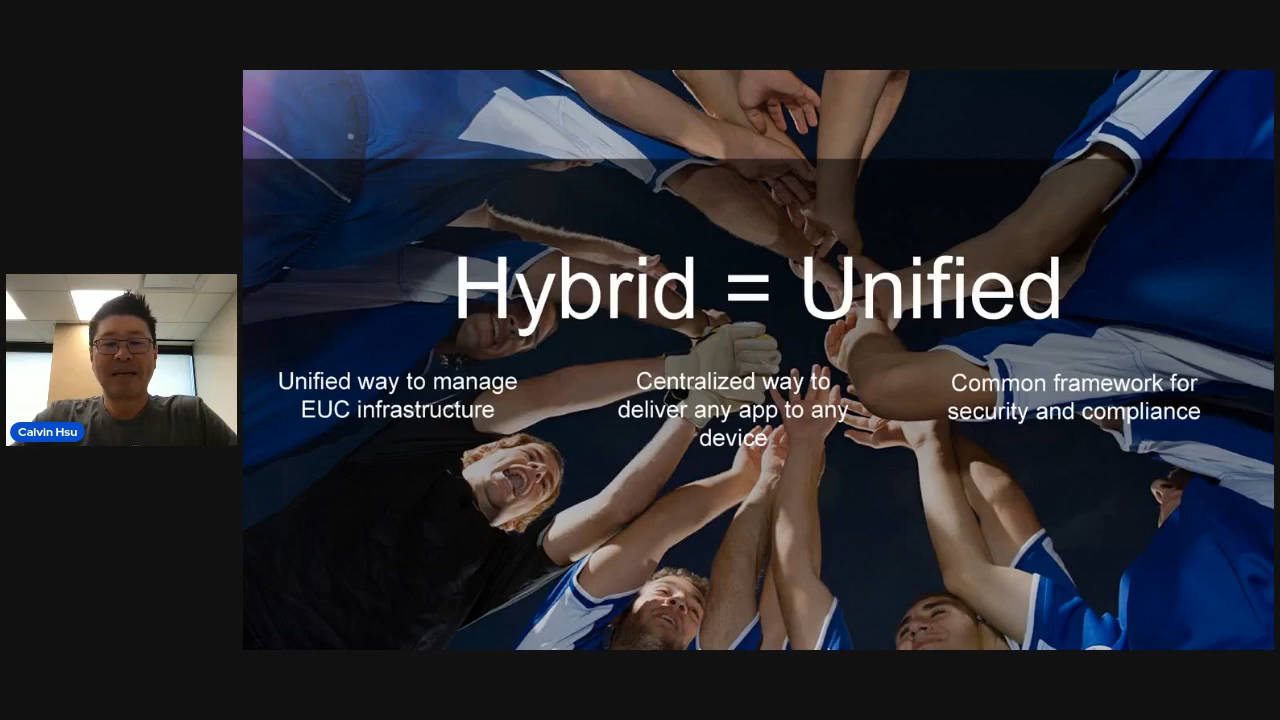 Hybrid = Unified
Unified way to manage
EUC infrastructure
Centralized way to
deliver any app to any
device
Common framework for
security and compliance
Calvin Hsu